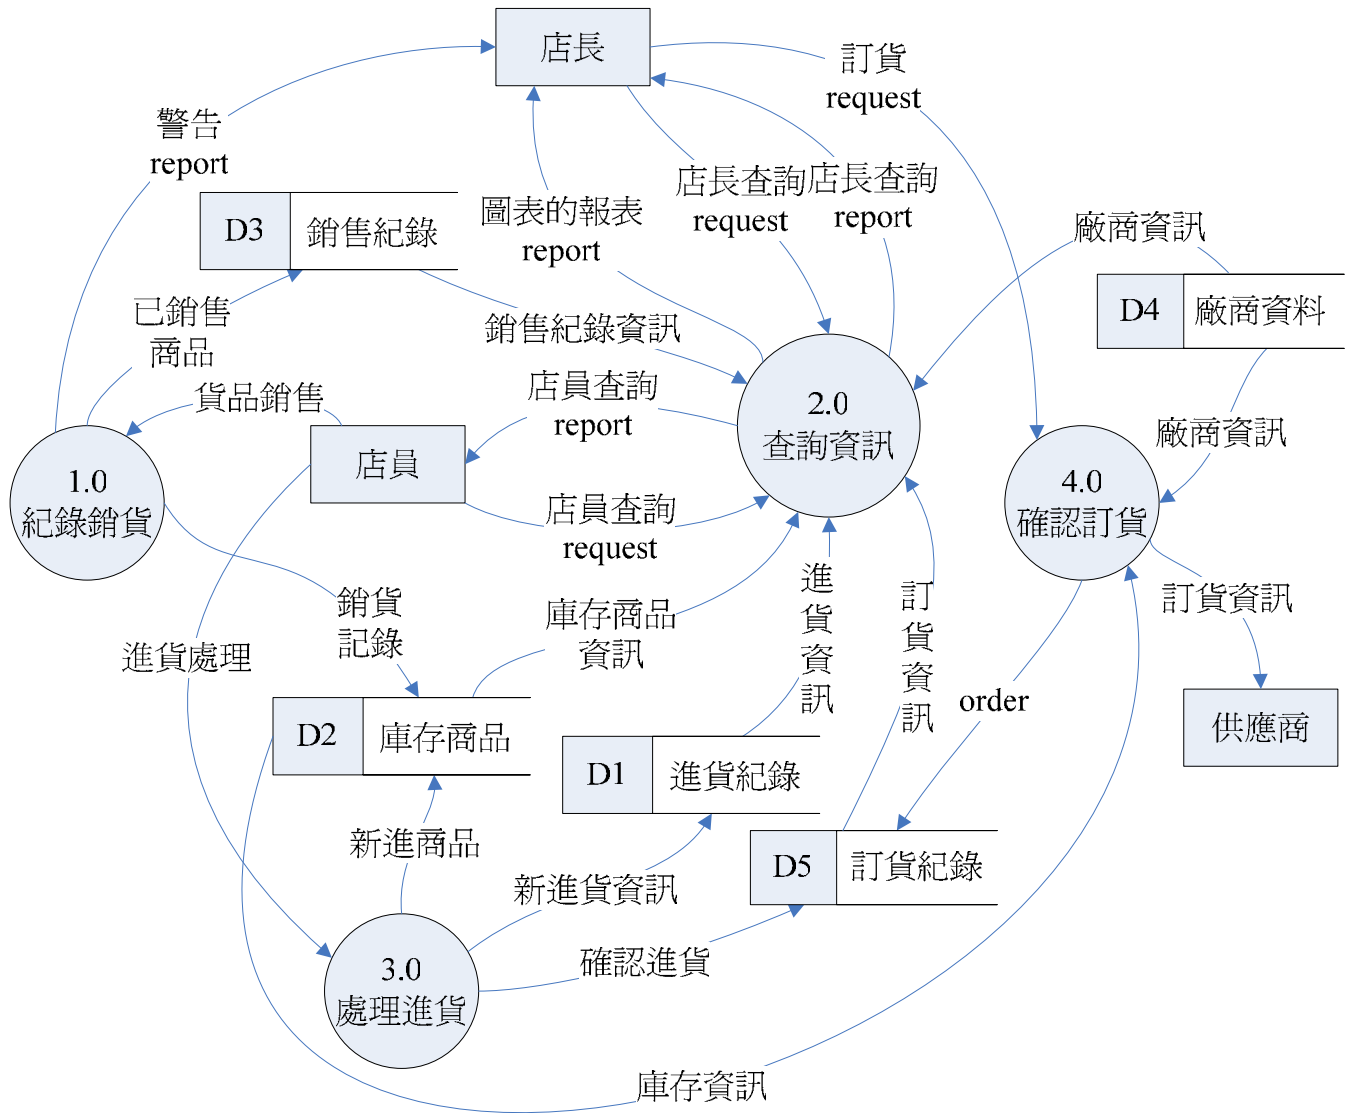 店長
訂貨
request
警告
report
店長查詢
request
店長查詢
report
圖表的報表
report
D3
銷售紀錄
廠商資訊
D4
廠商資料
已銷售
商品
銷售紀錄資訊
貨品銷售
店員查詢
report
2.0
查詢資訊
廠商資訊
店員
1.0
紀錄銷貨
4.0
確認訂貨
店員查詢
request
進
貨
資
訊
訂
貨
資
訊
銷貨
記錄
庫存商品
資訊
訂貨資訊
進貨處理
order
D2
庫存商品
供應商
D1
進貨紀錄
新進商品
D5
訂貨紀錄
新進貨資訊
確認進貨
3.0
處理進貨
庫存資訊